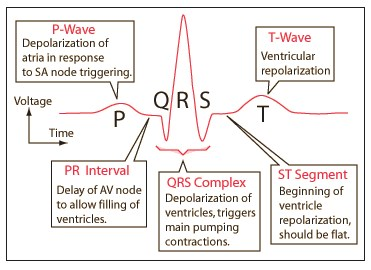 P-Wave
Depolarization of
atria in response
to SA node triggering.
T-Wave
Ventricular
repolarization
Q R S
P
T
Voltage
Time
PR Interval
Delay of AV node
to allow filling of
ventricles.
QRS Complex
Depolarization of
ventricles, triggers
main pumping
contractions.
ST Segment
Beginning of
ventricle
repolarization,
should be flat.